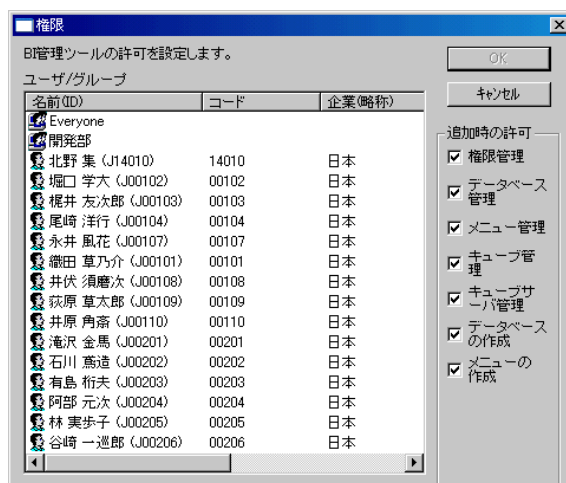 権限
BI管理ツールの許可を設定します。
OK
ユーザ/グループ
キャンセル
名前(ID) コード 企業(略称)
Everyone
開発部
北野 集 (J14010) 14010 日本
堀口 学大 (J00102) 00102 日本
梶井 友次郎 (J00103) 00103 日本
尾崎 洋行 (J00104) 00104 日本
永井 風花 (J00107) 00107 日本
織田 草乃介 (J00101) 00101 日本
井伏 須磨次 (J00108) 00108 日本
荻原 草太郎 (J00109) 00109 日本
井原 角斎 (J00110) 00110 日本
滝沢 金馬 (J00201) 00201 日本
石川 蔦造 (J00202) 00202 日本
有島 桁夫 (J00203) 00203 日本
阿部 元次 (J00204) 00204 日本
林 実歩子 (J00205) 00205 日本
谷崎 一巡郎 (J00206) 00206 日本
追加時の許可
権限管理
データベース
管理
メニュー管理
キューブ管
理
キューブサ
ーバ管理
データベース
の作成
メニューの
作成